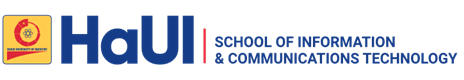 HaUI
SCHOOL OF INFORMATION
& COMMUNICATIONS TECHNOLOGY